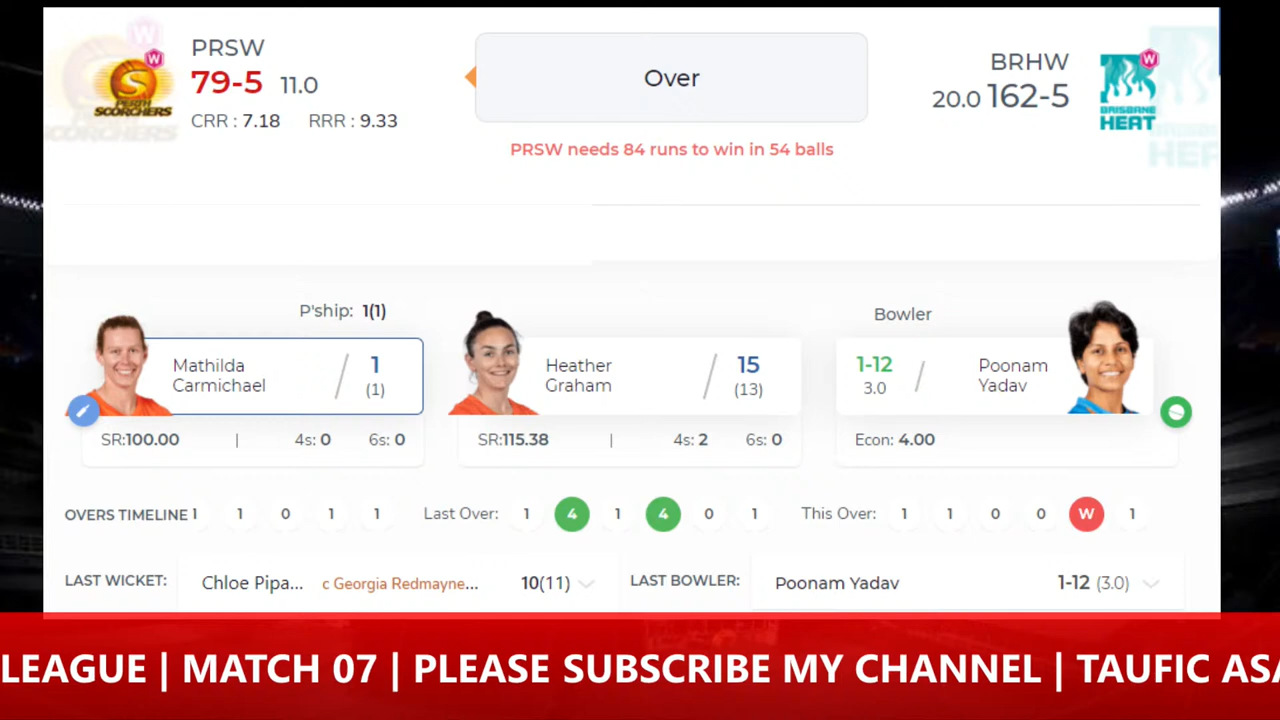 PRSW
79-5 11.0
CRR : 7.18 RRR : 9.33
PERTH
SCORCHERS
W
Over
PRSW needs 84 runs to win in 54 balls
BRHW
20.0 162-5
W
BRISBANE
HEAT
P'ship: 1(1)
Mathilda
Carmichael
1
(1)
SR:100.00 | 4s: 0 6s: 0
Heather
Graham
15
(13)
SR:115.38 | 4s: 2 6s: 0
Bowler
1-12
3.0
Poonam
Yadav
Econ: 4.00
OVERS TIMELINE 1 1 0 1 1 Last Over: 1 4 1 4 0 1 This Over: 1 1 0 0 W 1
LAST WICKET: Chloe Pipa... c Georgia Redmayne... 10(11) LAST BOWLER: Poonam Yadav 1-12 (3.0)
LEAGUE | MATCH 07 | PLEASE SUBSCRIBE MY CHANNEL | TAUFIC ASA